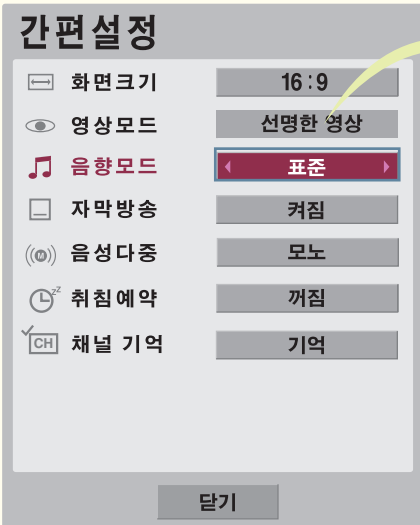 간편설정
화면크기 16:9
영상모드 선명한 영상
음향모드 표준
자막방송 켜짐
((M)) 음성다중 모노
zz 취침예약 꺼짐
CH 채널 기억 기억
닫기